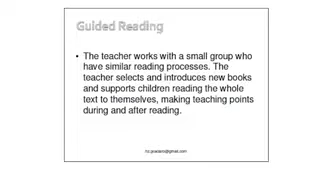 Guided Reading
• The teacher works with a small group who
have similar reading processes. The
teacher selects and introduces new books
and supports children reading the whole
text to themselves, making teaching points
during and after reading.